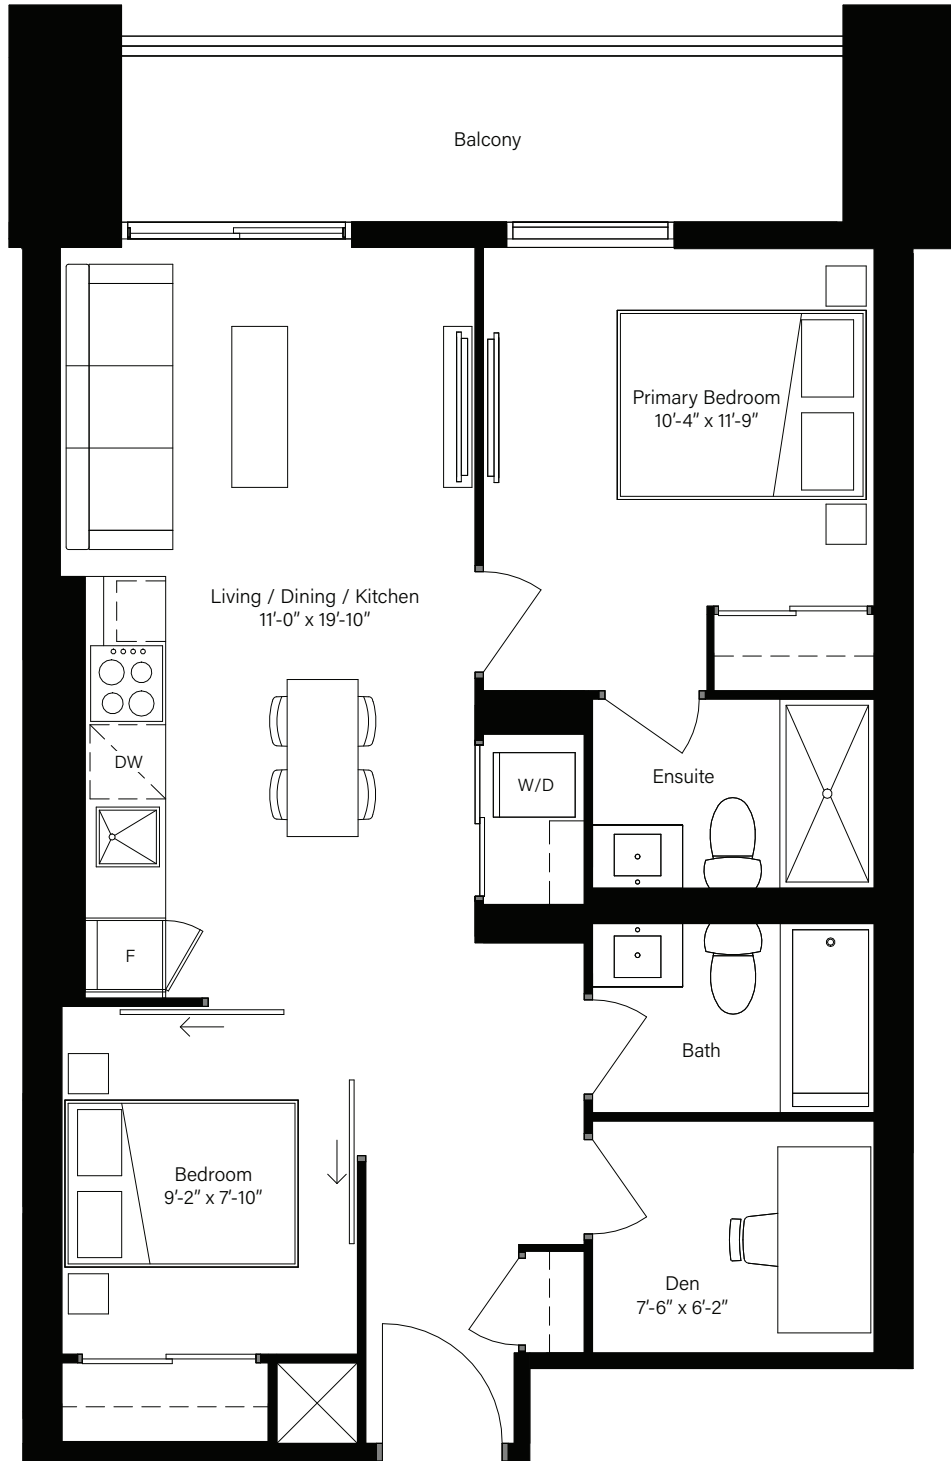 Balcony
Primary Bedroom
10’-4” x 11’-9”
Living / Dining / Kitchen
11’-0” x 19’-10”
DW
W/D
Ensuite
F
Bath
Bedroom
9’-2” x 7’-10”
Den
7’-6” x 6’-2”